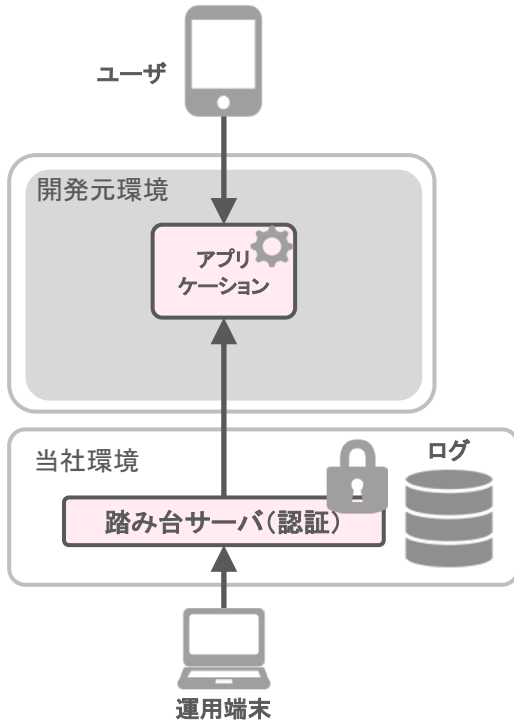 ユーザ
開発元環境
アプリ
ケーション
当社環境
ログ
踏み台サーバ(認証)
運用端末